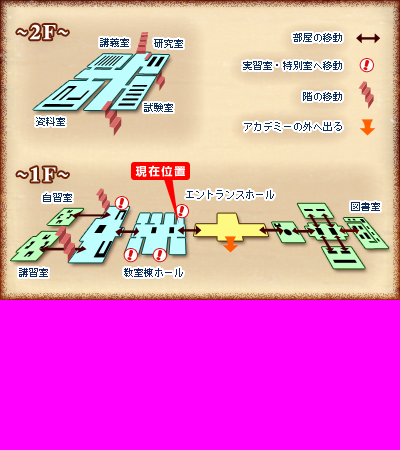 ~2F~
講義室
研究室
試験室
資料室
部屋の移動
実習室・特別室へ移動
階の移動
アカデミーの外へ出る
~1F~
現在位置
自習室
エントランスホール
図書室
講習室
教室棟ホール